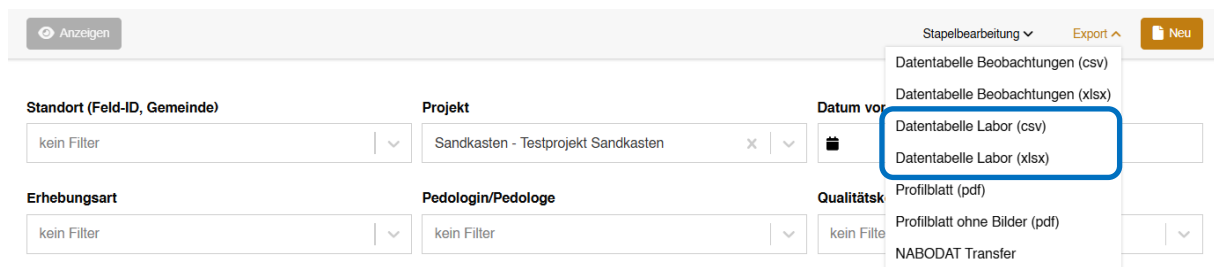 Anzeigen
Stapelbearbeitung
Export
Neu
Datentabelle Beobachtungen (csv)
Datentabelle Beobachtungen (xlsx)
Datentabelle Labor (csv)
Datentabelle Labor (xlsx)
Profilblatt (pdf)
Profilblatt ohne Bilder (pdf)
NABODAT Transfer
Standort (Feld-ID, Gemeinde)
kein Filter
Projekt
Sandkasten - Testprojekt Sandkasten
Datum vor
Erhebungsart
kein Filter
Pedologin/Pedologe
kein Filter
Qualitätsk
kein Filte